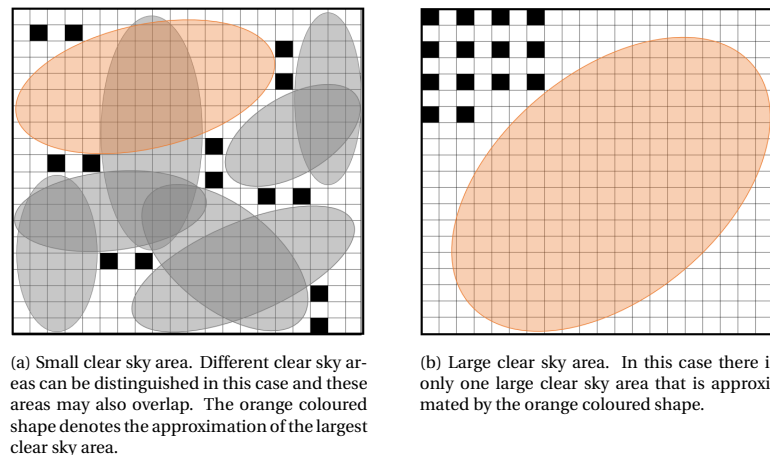 (a) Small clear sky area. Different clear sky ar-
eas can be distinguished in this case and these
areas may also overlap. The orange coloured
shape denotes the approximation of the largest
clear sky area.
(b) Large clear sky area. In this case there i
only one large clear sky area that is approxi
mated by the orange coloured shape.